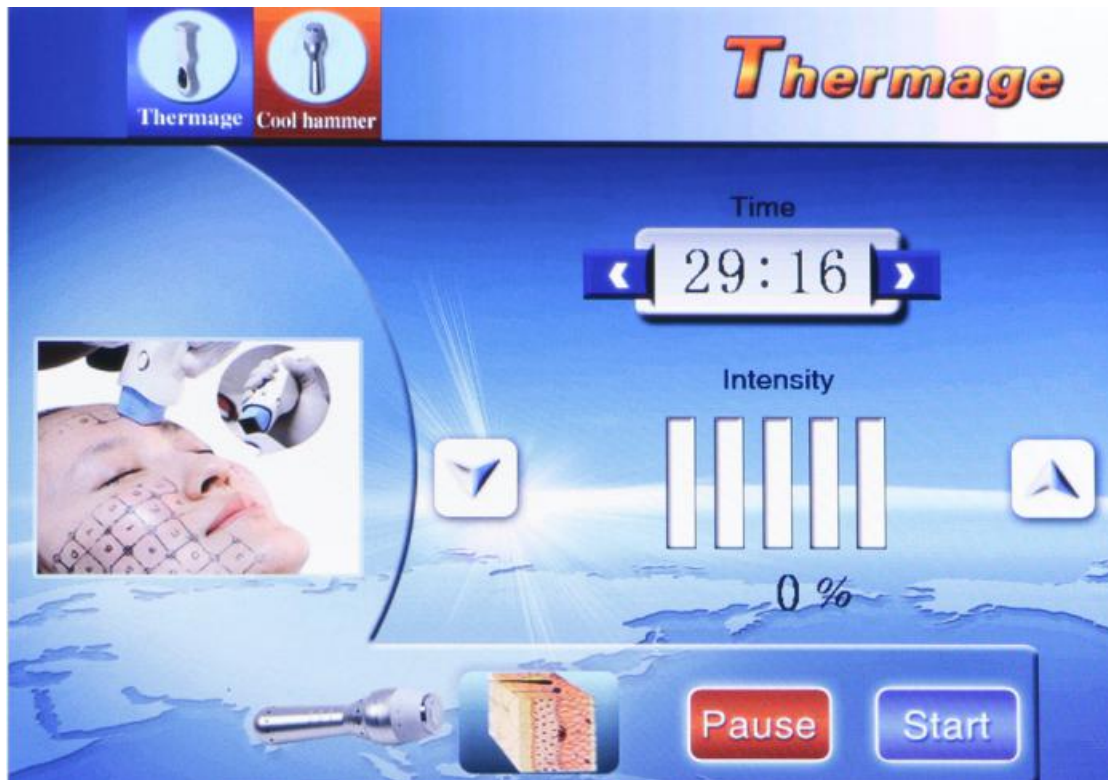 Thermage
Cool hammer
Thermage
Time
29:16
Intensity
0 %
Pause
Start